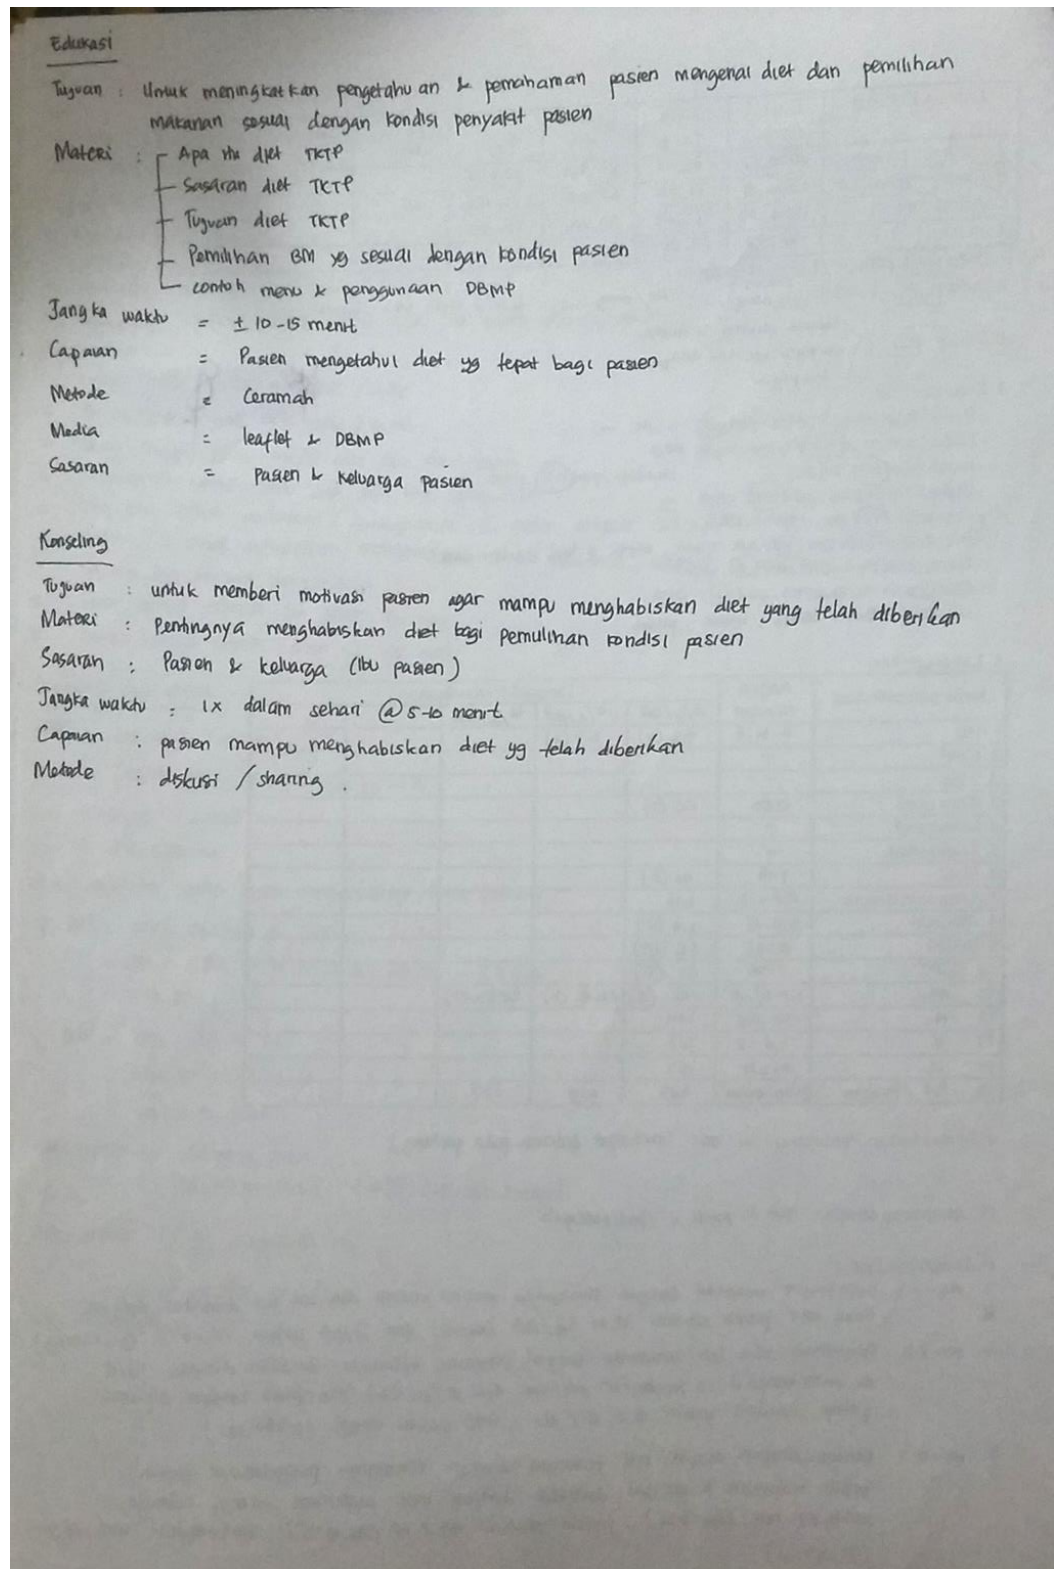 Edukasi
Tujuan : Untuk meningkatkan pengetahuan & pemahaman pasien mengenai diet dan pemilihan
makanan sesuai dengan kondisi penyakit pasien
Materi : Apa itu diet TKTP
Sasaran diet TKTP
Tujuan diet TKTP
Pemilihan BM yg sesuai dengan kondisi pasien
contoh menu & penggunaan DBMP
Jangka waktu = ± 10-15 menit
Capaian = Pasien mengetahui diet yg tepat bagi pasien
Metode = Ceramah
Media = leaflet & DBMP
Sasaran = pasien & keluarga pasien
Konseling
Tujuan : untuk memberi motivasi pasien agar mampu menghabiskan diet yang telah diberikan
Materi : Pentingnya menghabiskan diet bagi pemulihan kondisi pasien
Sasaran : Pasien & keluarga (ibu pasien)
Jangka waktu : 1x dalam sehari @ 5-10 menit
Capaian : pasien mampu menghabiskan diet yg telah diberikan
Metode : diskusi / sharing .